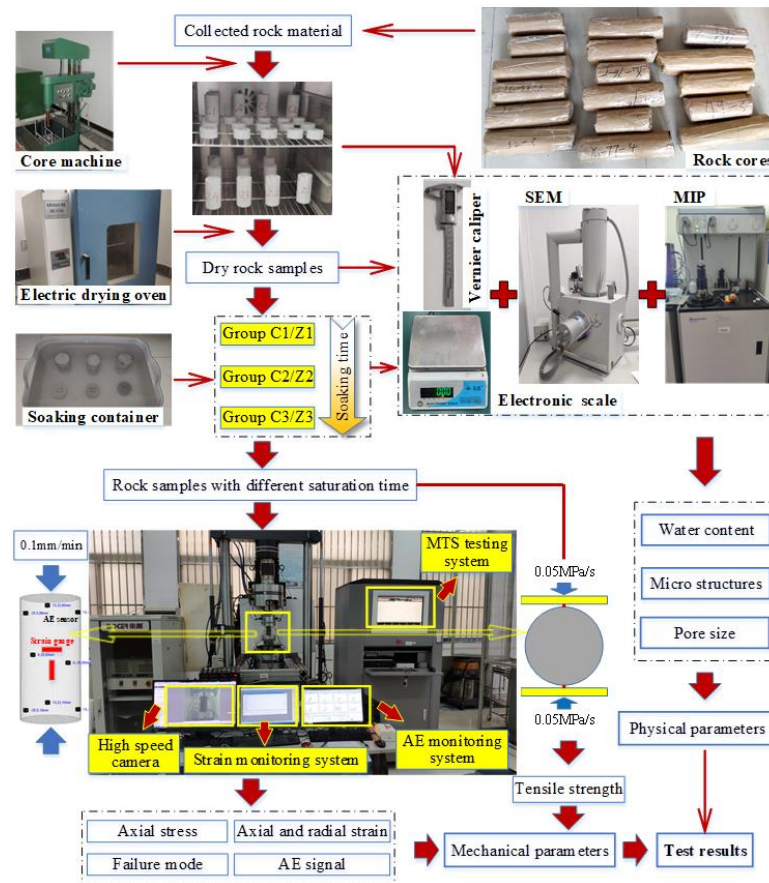 Collected rock material
Core machine
Rock cores
Electric drying oven
Dry rock samples
Vernier caliper
SEM
MIP
Soaking container
Group C1/Z1
Group C2/Z2
Group C3/Z3
Soaking time
Electronic scale
Rock samples with different saturation time
Water content
Micro structures
Pore size
0.1mm/min
MTS testing
system
0.05MPa/s
AE sensor
Strain gauge
High speed
camera
Strain monitoring system
AE monitoring
system
0.05MPa/s
Physical parameters
Tensile strength
Axial stress
Axial and radial strain
Failure mode
AE signal
Mechanical parameters
Test results